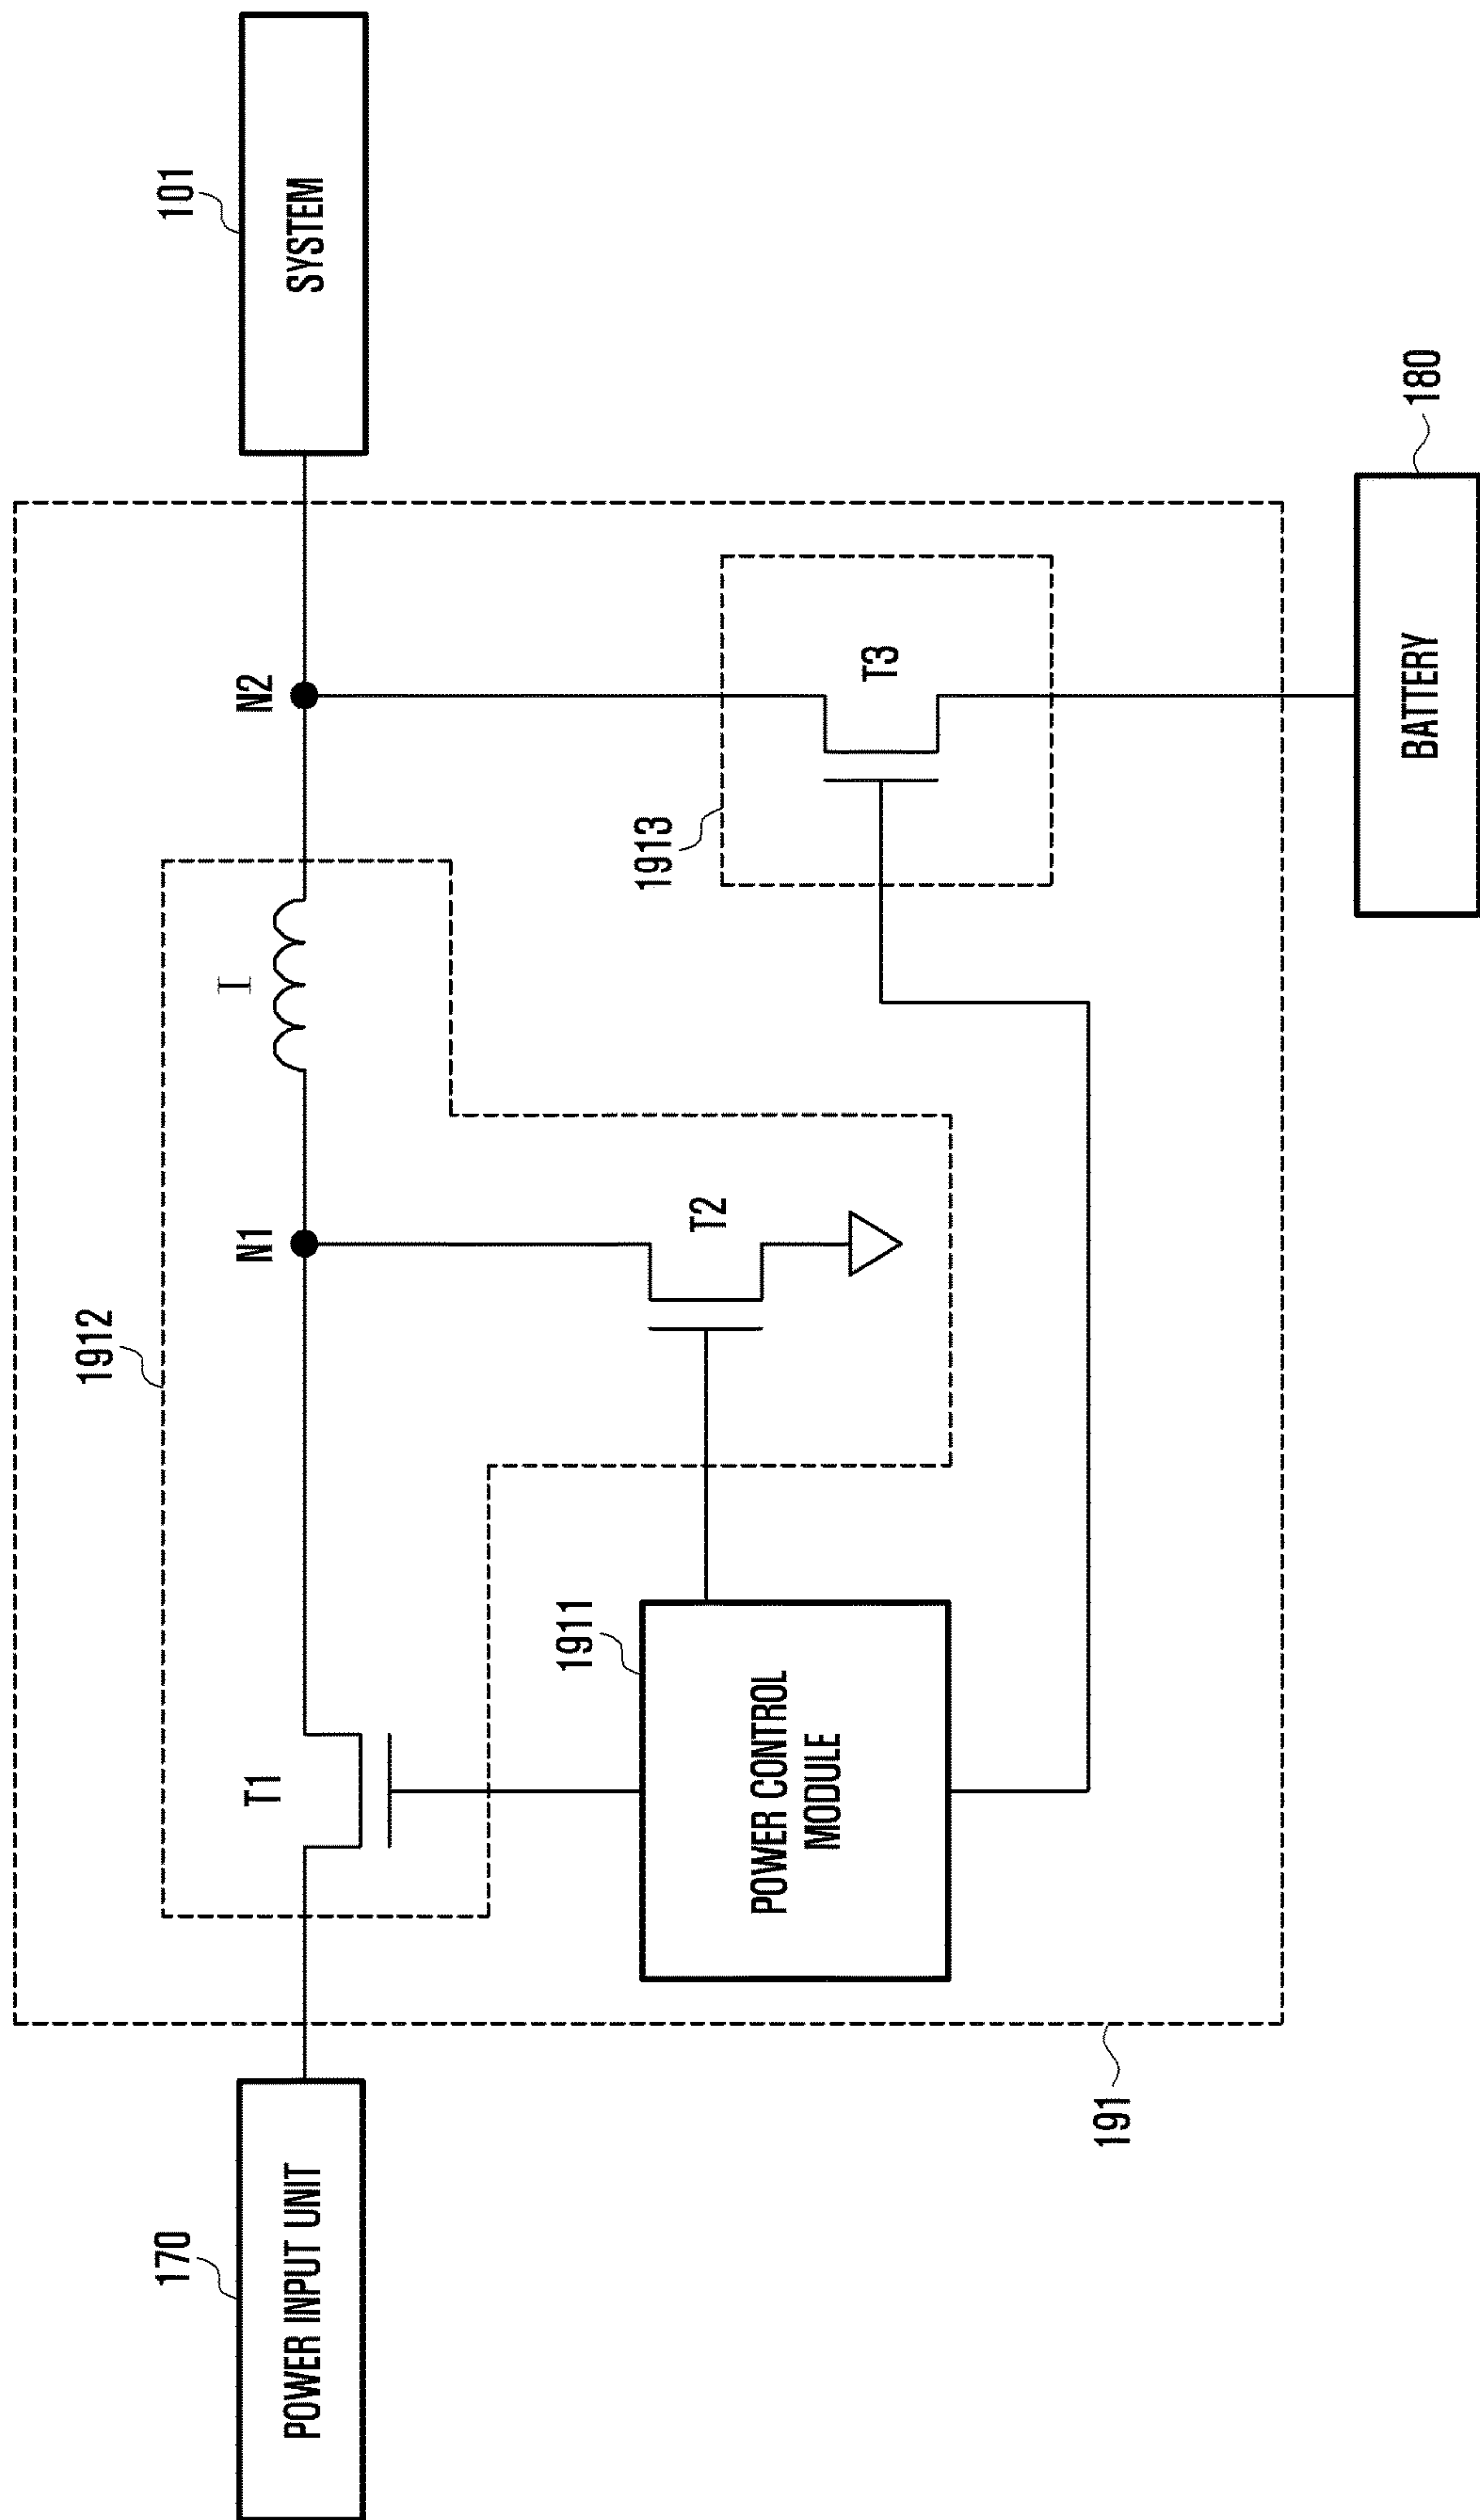 191
1912
170
POWER INPUT UNIT
T1
N1
I
N2
101
SYSTEM
1911
POWER CONTROL
MODULE
T2
1913
T3
180
BATTERY